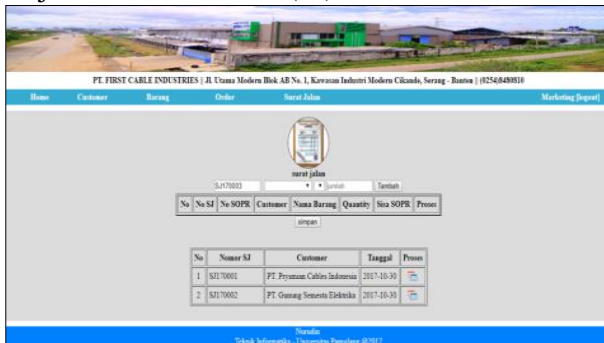 PT. FIRST CABLE INDUSTRIES || Jl. Utama Modern Blok AB No. 1, Kawasan Industri Modern Cikande, Serang - Banten || (0254)8480810
Home Customer Barang Order Surat Jalan Marketing [logout]
surat jalan
SJ170003 jumlah Tambah
No No SJ No SOPR Customer Nama Barang Quantity Sisa SOPR Proses
simpan
No Nomor SJ Customer Tanggal Proses
1 SJ170001 PT. Prysmian Cables Indonesia 2017-10-30
2 SJ170002 PT. Gunung Semesta Elektrika 2017-10-30
Nurudin
Teknik Informatika - Universitas Pamulang @2017